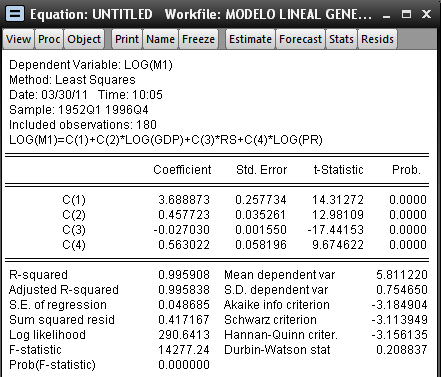 Equation: UNTITLED Workfile: MODELO LINEAL GENE...
View Proc Object Print Name Freeze Estimate Forecast Stats Resids
Dependent Variable: LOG(M1)
Method: Least Squares
Date: 03/30/11 Time: 10:05
Sample: 1952Q1 1996Q4
Included observations: 180
LOG(M1)=C(1)+C(2)*LOG(GDP)+C(3)*RS+C(4)*LOG(PR)
Coefficient Std. Error t-Statistic Prob.
C(1) 3.688873 0.257734 14.31272 0.0000
C(2) 0.457723 0.035261 12.98109 0.0000
C(3) -0.027030 0.001550 -17.44153 0.0000
C(4) 0.563022 0.058196 9.674622 0.0000
R-squared 0.995908 Mean dependent var 5.811220
Adjusted R-squared 0.995838 S.D. dependent var 0.754650
S.E. of regression 0.048685 Akaike info criterion -3.184904
Sum squared resid 0.417167 Schwarz criterion -3.113949
Log likelihood 290.6413 Hannan-Quinn criter. -3.156135
F-statistic 14277.24 Durbin-Watson stat 0.208837
Prob(F-statistic) 0.000000